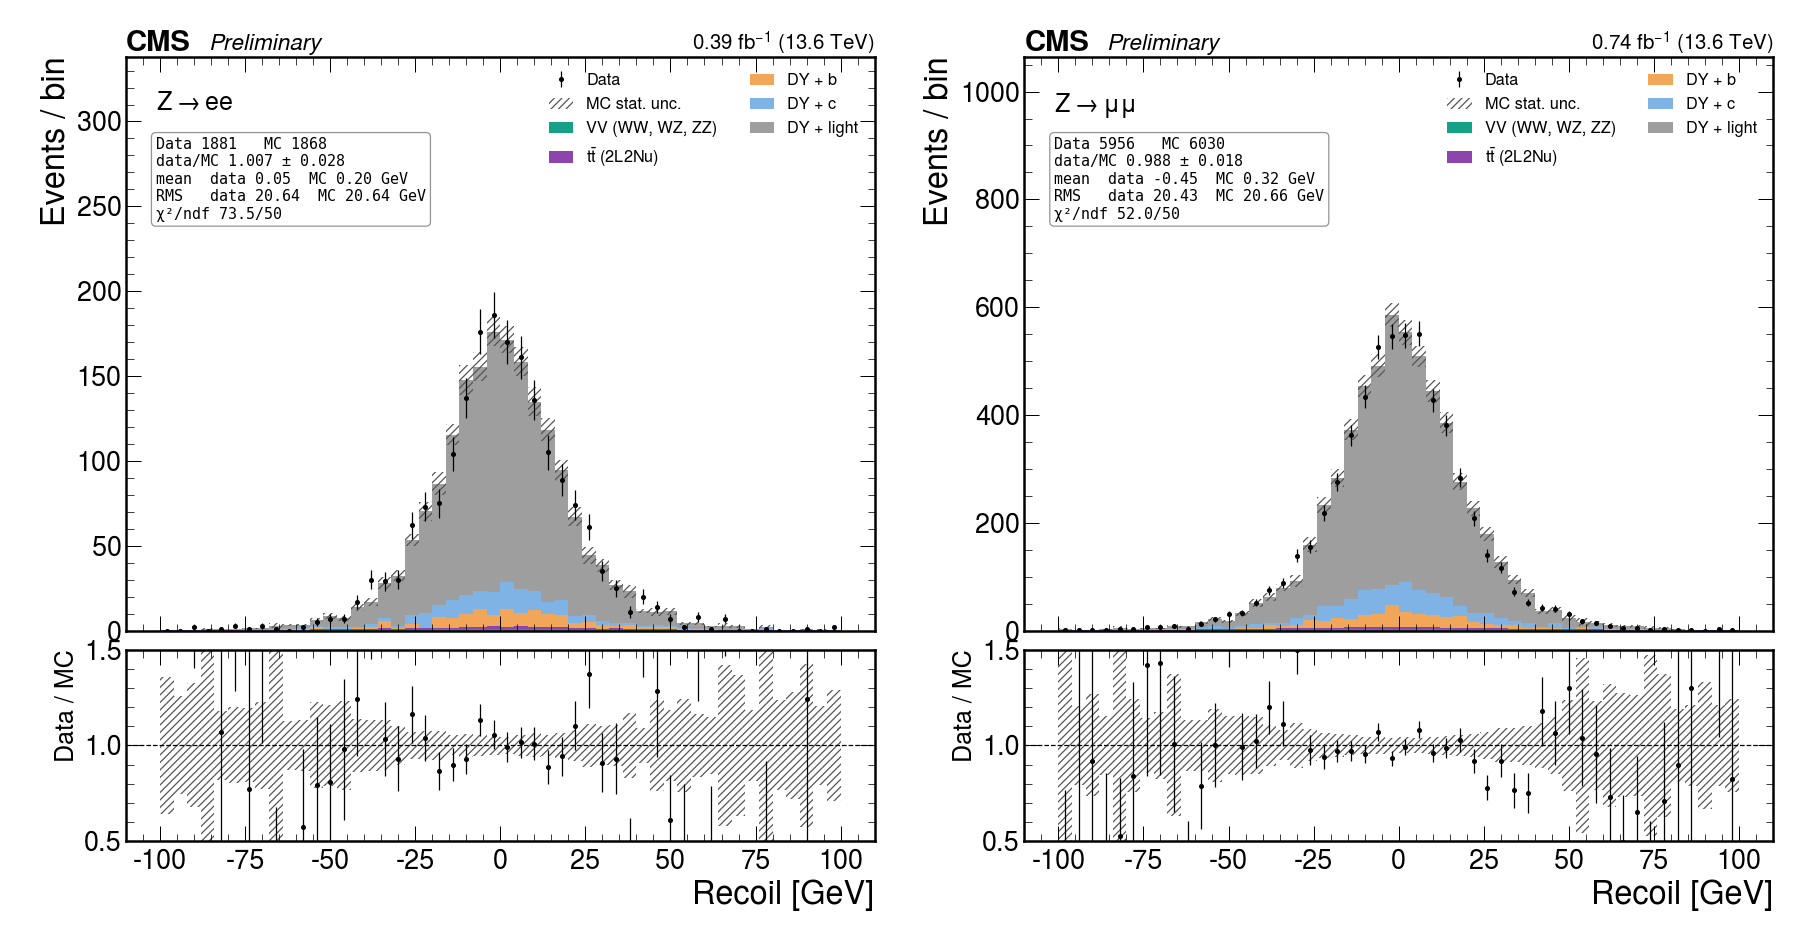 CMS Preliminary 0.39 fb⁻¹ (13.6 TeV)
Events / bin
Z → ee
Data 1881   MC 1868
data/MC 1.007 ± 0.028
mean  data 0.05  MC 0.20 GeV
RMS   data 20.64  MC 20.64 GeV
χ²/ndf 73.5/50
Data
MC stat. unc.
VV (WW, WZ, ZZ)
tt̄ (2L2Nu)
DY + b
DY + c
DY + light
300
250
200
150
100
50
0
Data / MC
1.5
1.0
0.5
-100 -75 -50 -25 0 25 50 75 100
Recoil [GeV]
CMS Preliminary 0.74 fb⁻¹ (13.6 TeV)
Events / bin
Z → μμ
Data 5956   MC 6030
data/MC 0.988 ± 0.018
mean  data -0.45  MC 0.32 GeV
RMS   data 20.43  MC 20.66 GeV
χ²/ndf 52.0/50
Data
MC stat. unc.
VV (WW, WZ, ZZ)
tt̄ (2L2Nu)
DY + b
DY + c
DY + light
1000
800
600
400
200
0
Data / MC
1.5
1.0
0.5
-100 -75 -50 -25 0 25 50 75 100
Recoil [GeV]